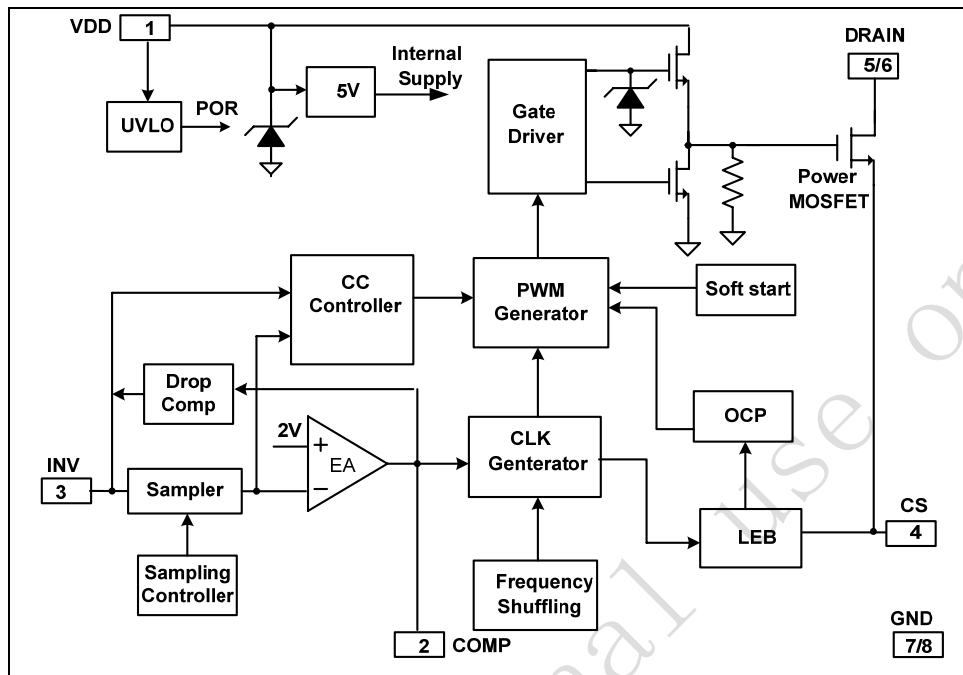 VDD
1
DRAIN
5/6
Internal
Supply
5V
UVLO
POR
Gate
Driver
Power
MOSFET
CC
Controller
PWM
Generator
Soft start
Drop
Comp
2V
+
EA
−
CLK
Genterator
OCP
INV
3
Sampler
CS
4
LEB
Sampling
Controller
Frequency
Shuffling
GND
7/8
2
COMP
use